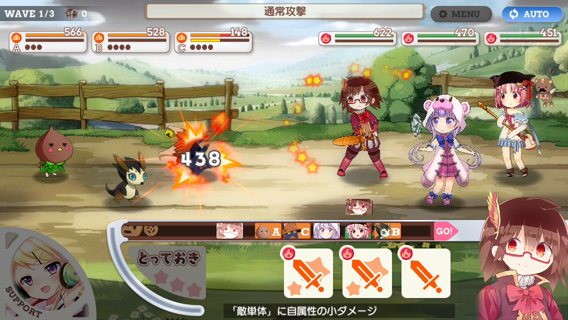 WAVE 1/3
0
通常攻撃
MENU
AUTO
566
528
148
622
470
451
A
B
C
438
A
C
B
GO!
とっておき
SUPPORT
「敵単体」に自属性の小ダメージ